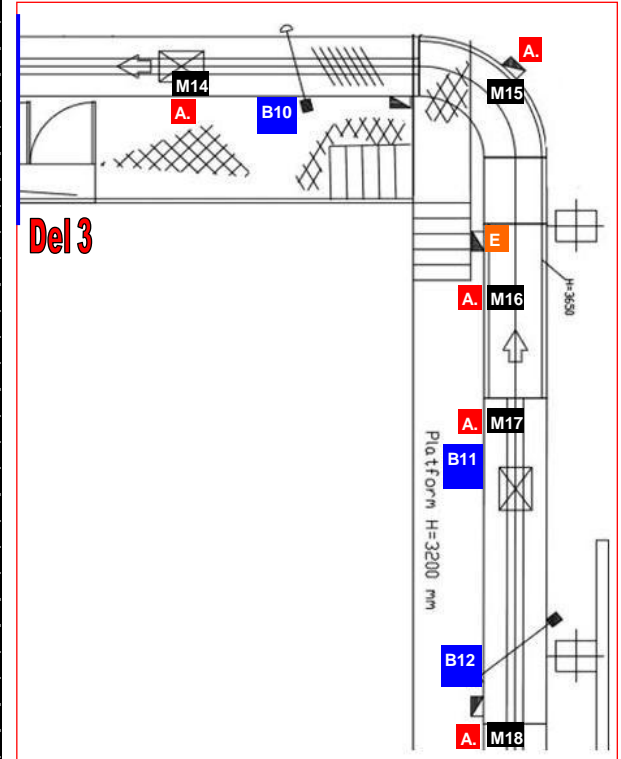 A.
M14
M15
A.
B10
Del 3
E
A.
M16
H=3650
A.
M17
B11
Platform H=3200 mm
B12
A.
M18